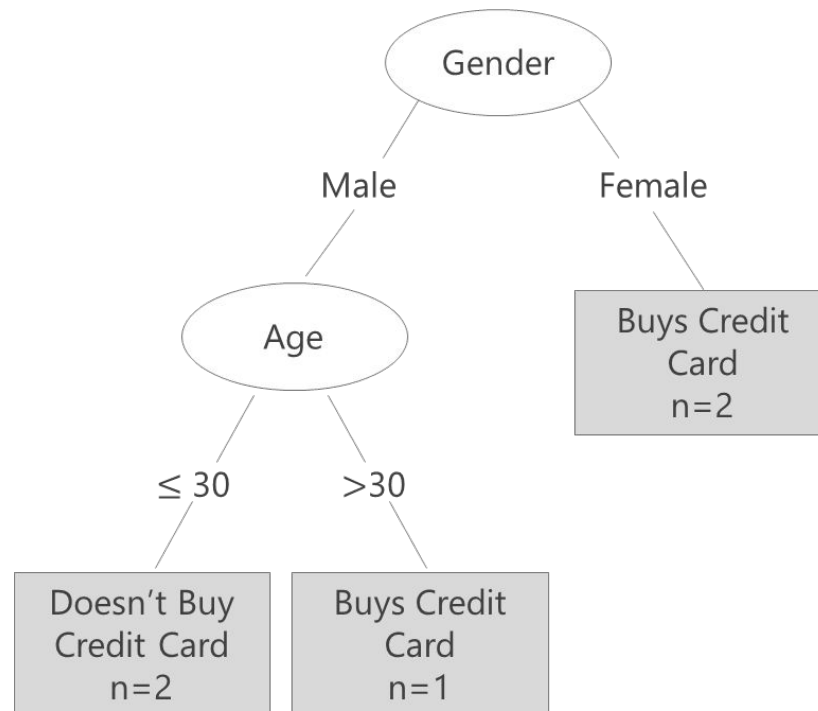 Gender
Male
Female
Age
Buys Credit
Card
n=2
≤ 30
>30
Doesn't Buy
Credit Card
n=2
Buys Credit
Card
n=1